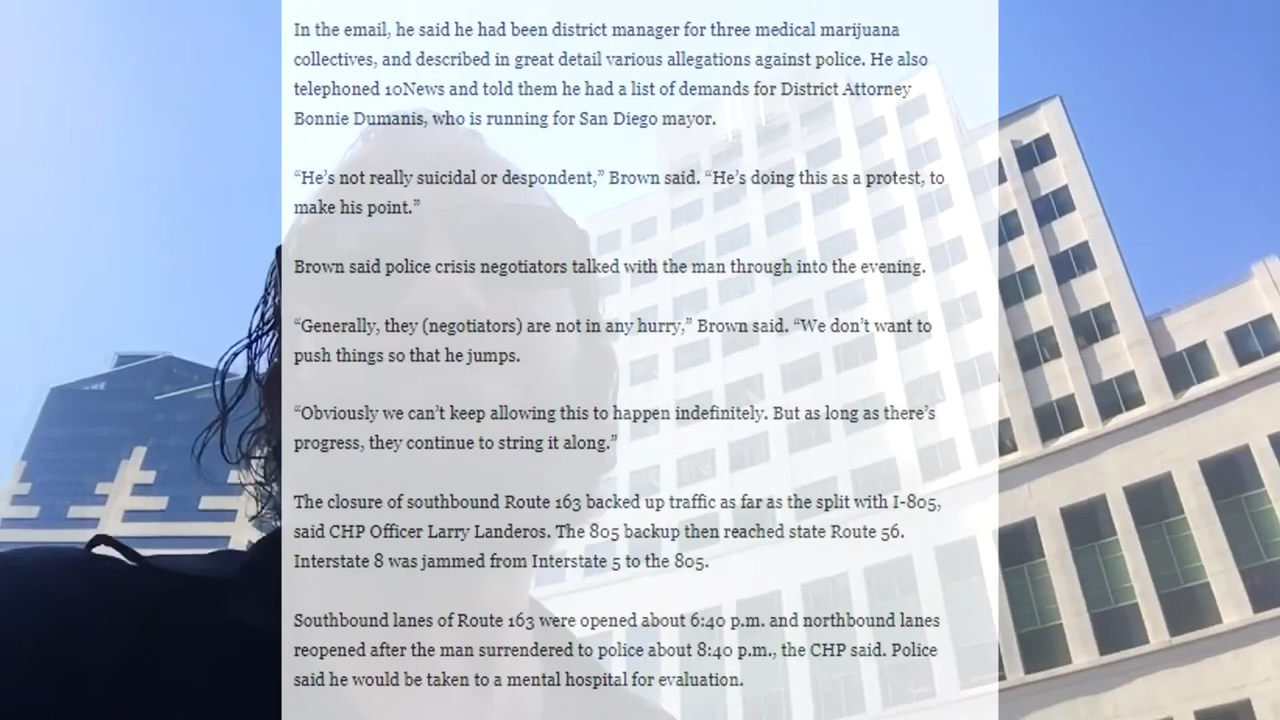 In the email, he said he had been district manager for three medical marijuana
collectives, and described in great detail various allegations against police. He also
telephoned 10News and told them he had a list of demands for District Attorney
Bonnie Dumanis, who is running for San Diego mayor.
“He’s not really suicidal or despondent,” Brown said. “He’s doing this as a protest, to
make his point.”
Brown said police crisis negotiators talked with the man through into the evening.
“Generally, they (negotiators) are not in any hurry,” Brown said. “We don’t want to
push things so that he jumps.
“Obviously we can’t keep allowing this to happen indefinitely. But as long as there’s
progress, they continue to string it along.”
The closure of southbound Route 163 backed up traffic as far as the split with I-805,
said CHP Officer Larry Landeros. The 805 backup then reached state Route 56.
Interstate 8 was jammed from Interstate 5 to the 805.
Southbound lanes of Route 163 were opened about 6:40 p.m. and northbound lanes
reopened after the man surrendered to police about 8:40 p.m., the CHP said. Police
said he would be taken to a mental hospital for evaluation.